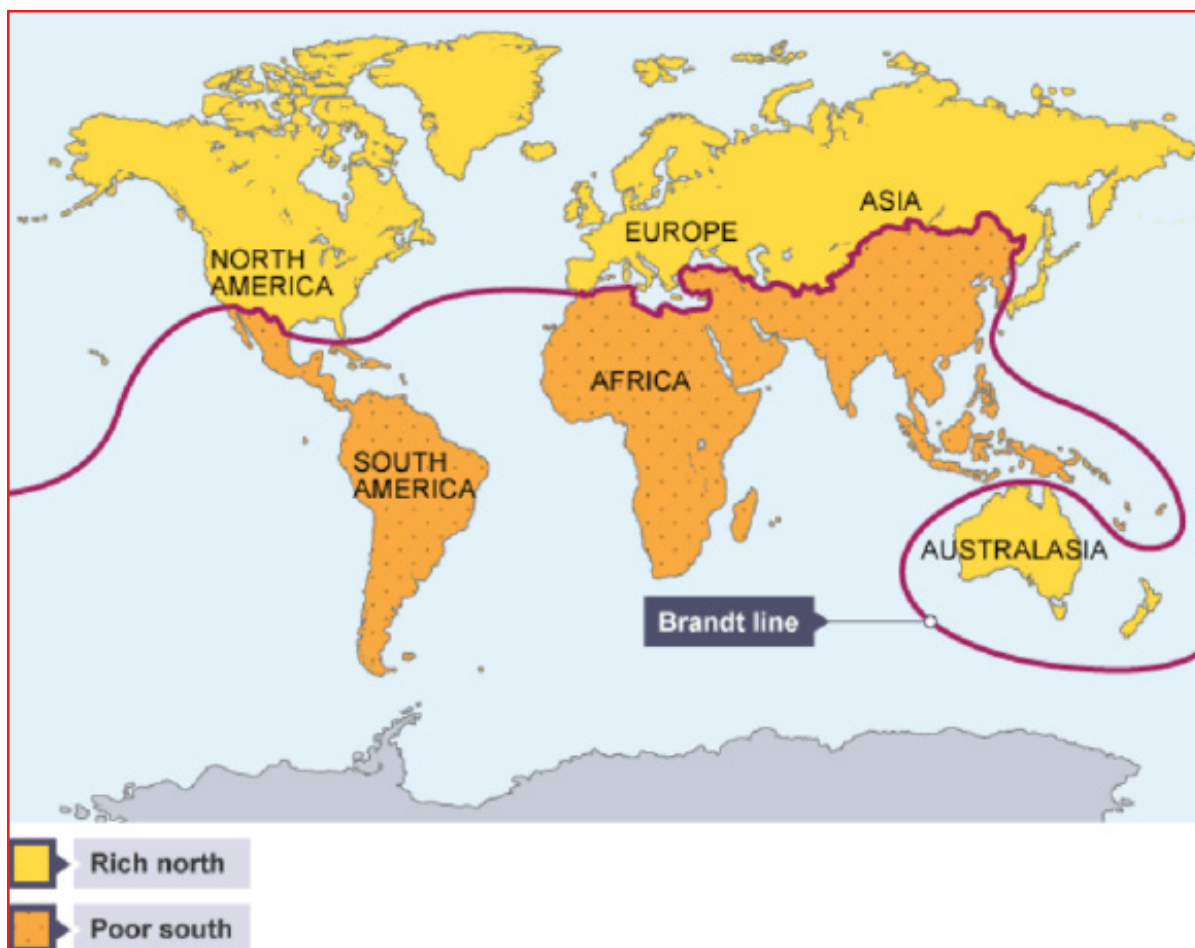 ASIA
EUROPE
NORTH
AMERICA
AFRICA
SOUTH
AMERICA
AUSTRALASIA
Brandt line
Rich north
Poor south